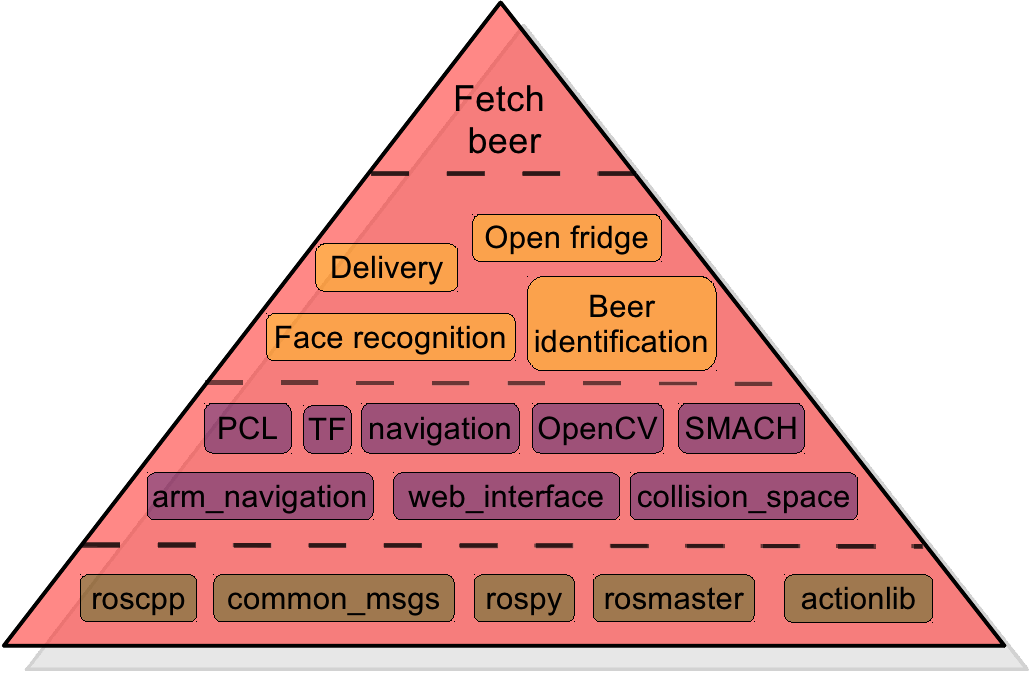 Fetch
beer
Open fridge
Delivery
Beer
identification
Face recognition
PCL
TF
navigation
OpenCV
SMACH
arm_navigation
web_interface
collision_space
roscpp
common_msgs
rospy
rosmaster
actionlib